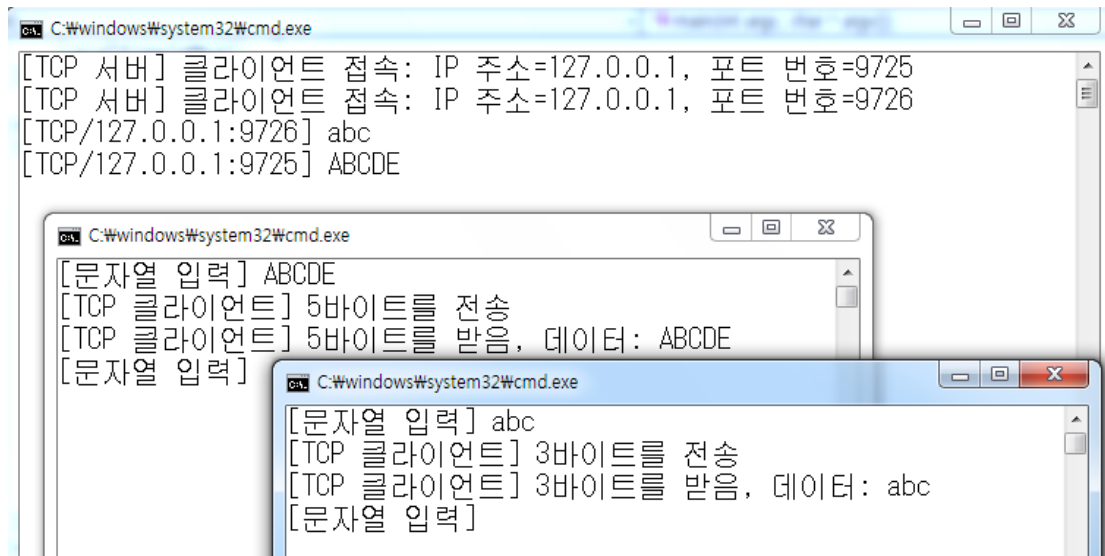 C:₩windows₩system32₩cmd.exe
[TCP 서버] 클라이언트 접속: IP 주소=127.0.0.1, 포트 번호=9725
[TCP 서버] 클라이언트 접속: IP 주소=127.0.0.1, 포트 번호=9726
[TCP/127.0.0.1:9726] abc
[TCP/127.0.0.1:9725] ABCDE
C:₩windows₩system32₩cmd.exe
[문자열 입력] ABCDE
[TCP 클라이언트] 5바이트를 전송
[TCP 클라이언트] 5바이트를 받음, 데이터: ABCDE
[문자열 입력]
C:₩windows₩system32₩cmd.exe
[문자열 입력] abc
[TCP 클라이언트] 3바이트를 전송
[TCP 클라이언트] 3바이트를 받음, 데이터: abc
[문자열 입력]